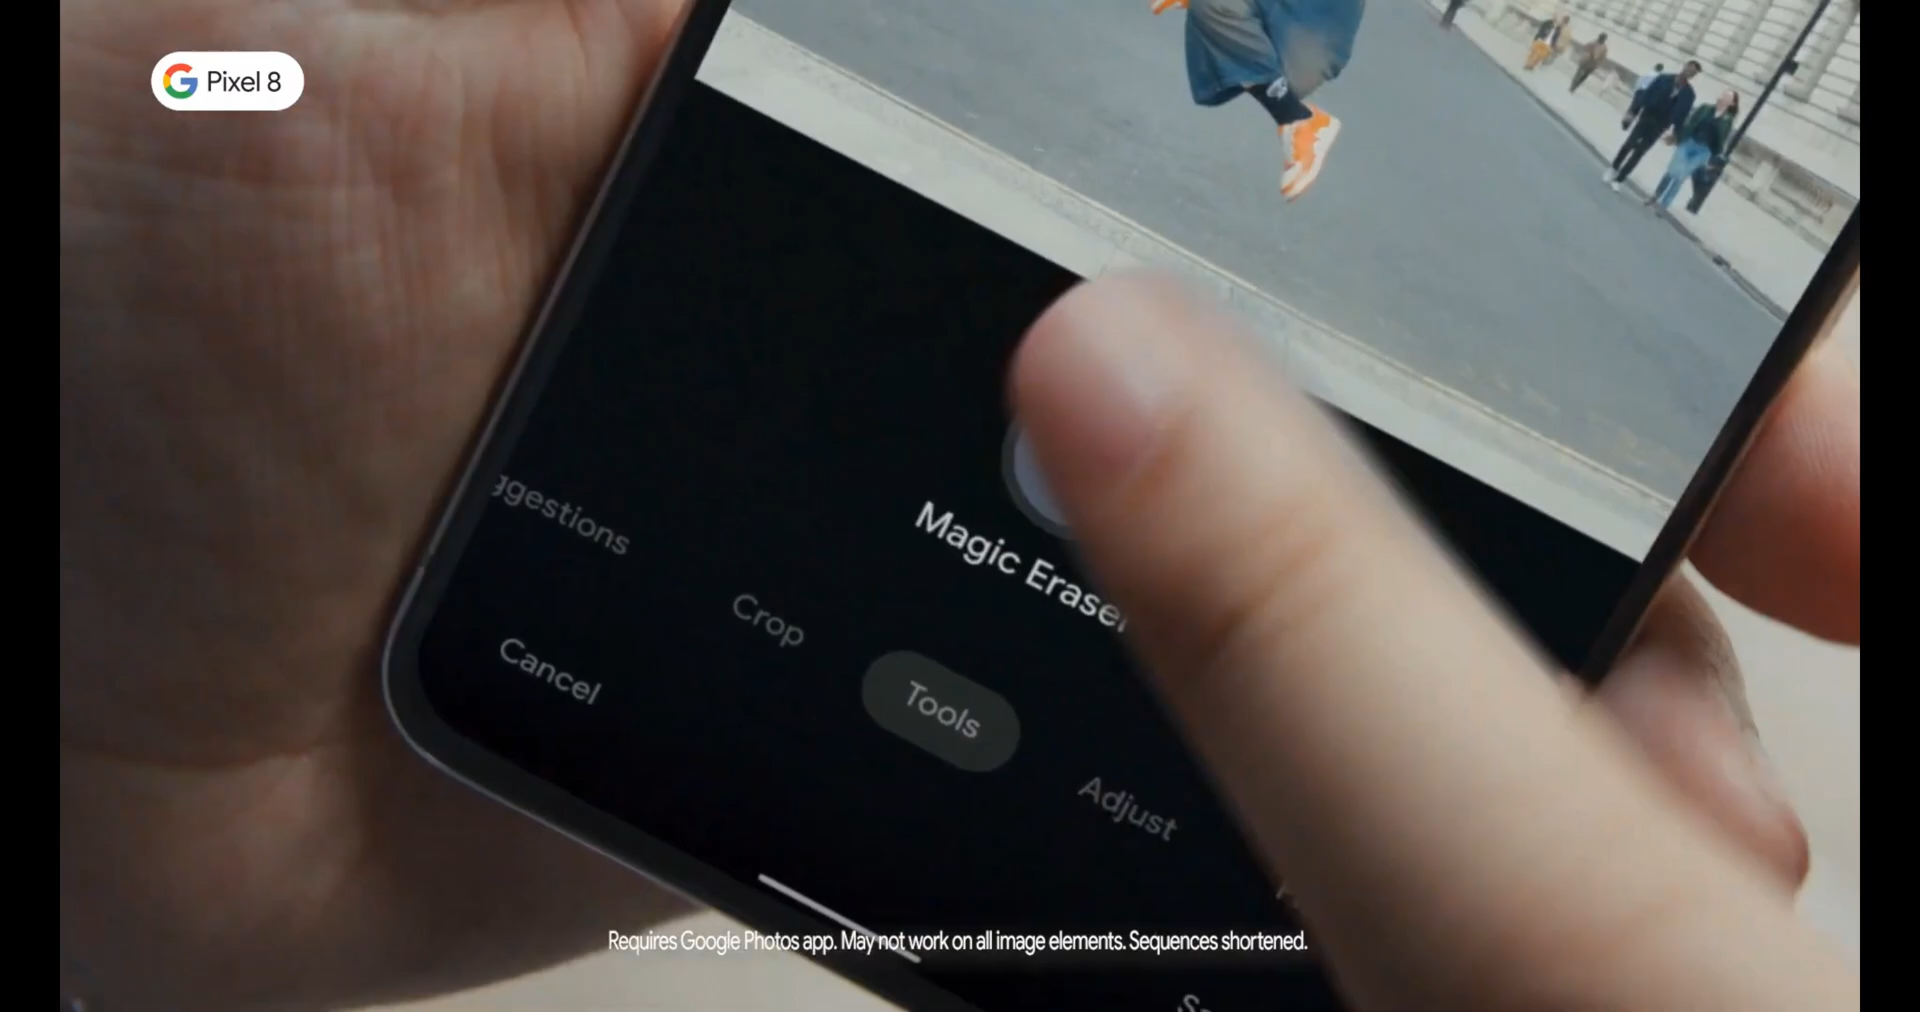 Pixel 8
ggestions
Crop
Magic Eraser
Cancel
Tools
Adjust
Requires Google Photos app. May not work on all image elements. Sequences shortened.